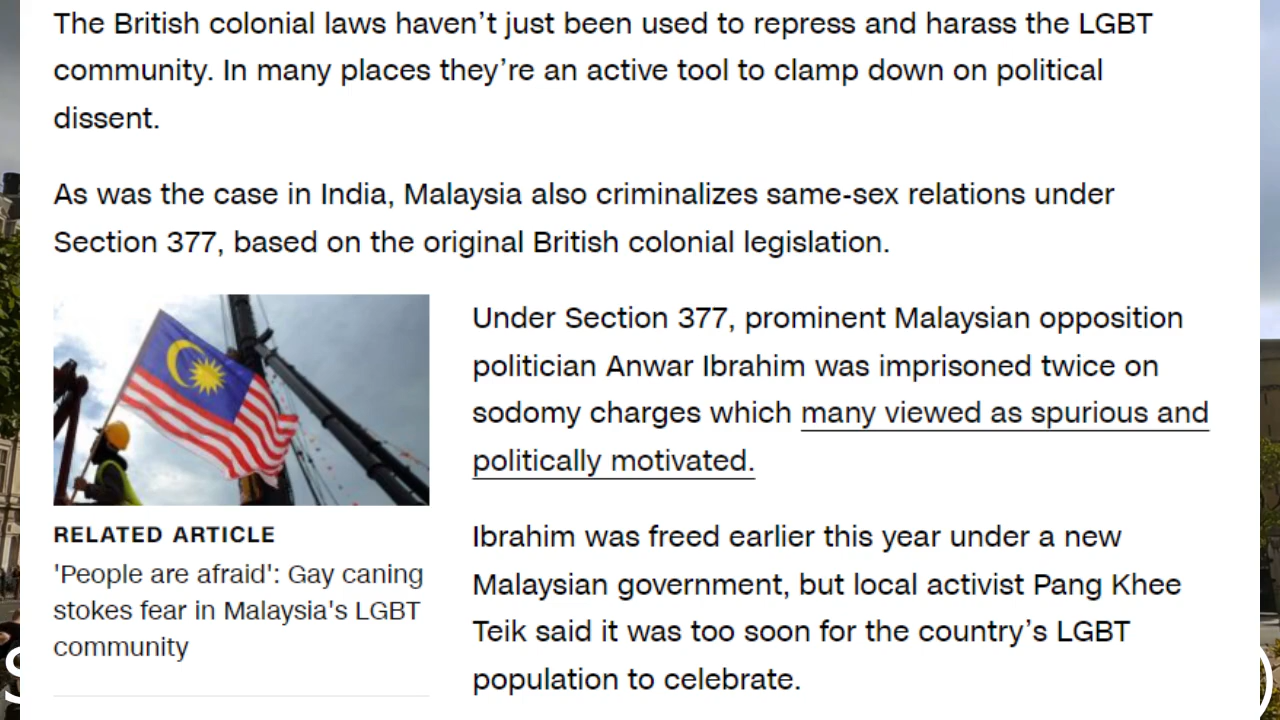 The British colonial laws haven’t just been used to repress and harass the LGBT
community. In many places they’re an active tool to clamp down on political
dissent.
As was the case in India, Malaysia also criminalizes same-sex relations under
Section 377, based on the original British colonial legislation.
Under Section 377, prominent Malaysian opposition
politician Anwar Ibrahim was imprisoned twice on
sodomy charges which many viewed as spurious and
politically motivated.
RELATED ARTICLE
'People are afraid': Gay caning
stokes fear in Malaysia's LGBT
community
Ibrahim was freed earlier this year under a new
Malaysian government, but local activist Pang Khee
Teik said it was too soon for the country’s LGBT
population to celebrate.